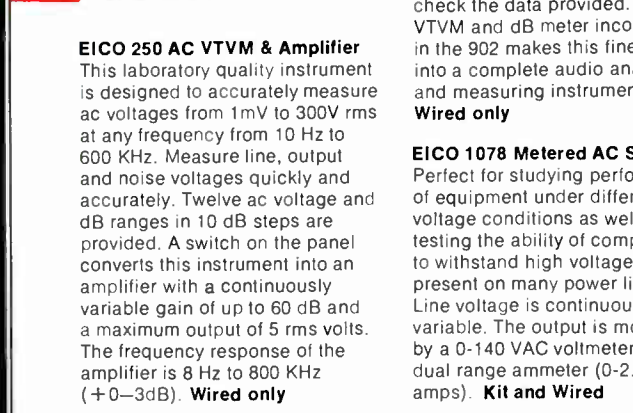 EICO 250 AC VTVM & Amplifier
This laboratory quality instrument
is designed to accurately measure
ac voltages from 1mV to 300V rms
at any frequency from 10 Hz to
600 KHz. Measure line, output
and noise voltages quickly and
accurately. Twelve ac voltage and
dB ranges in 10 dB steps are
provided. A switch on the panel
converts this instrument into an
amplifier with a continuously
variable gain of up to 60 dB and
a maximum output of 5 rms volts.
The frequency response of the
amplifier is 8 Hz to 800 KHz
(+0—3dB). Wired only
check the data provided.
VTVM and dB meter inco
in the 902 makes this fine
into a complete audio an
and measuring instrumen
Wired only
EICO 1078 Metered AC S
Perfect for studying perfo
of equipment under differ
voltage conditions as wel
testing the ability of comp
to withstand high voltage
present on many power li
Line voltage is continuou
variable. The output is mo
by a 0-140 VAC voltmeter
dual range ammeter (0-2.
amps). Kit and Wired